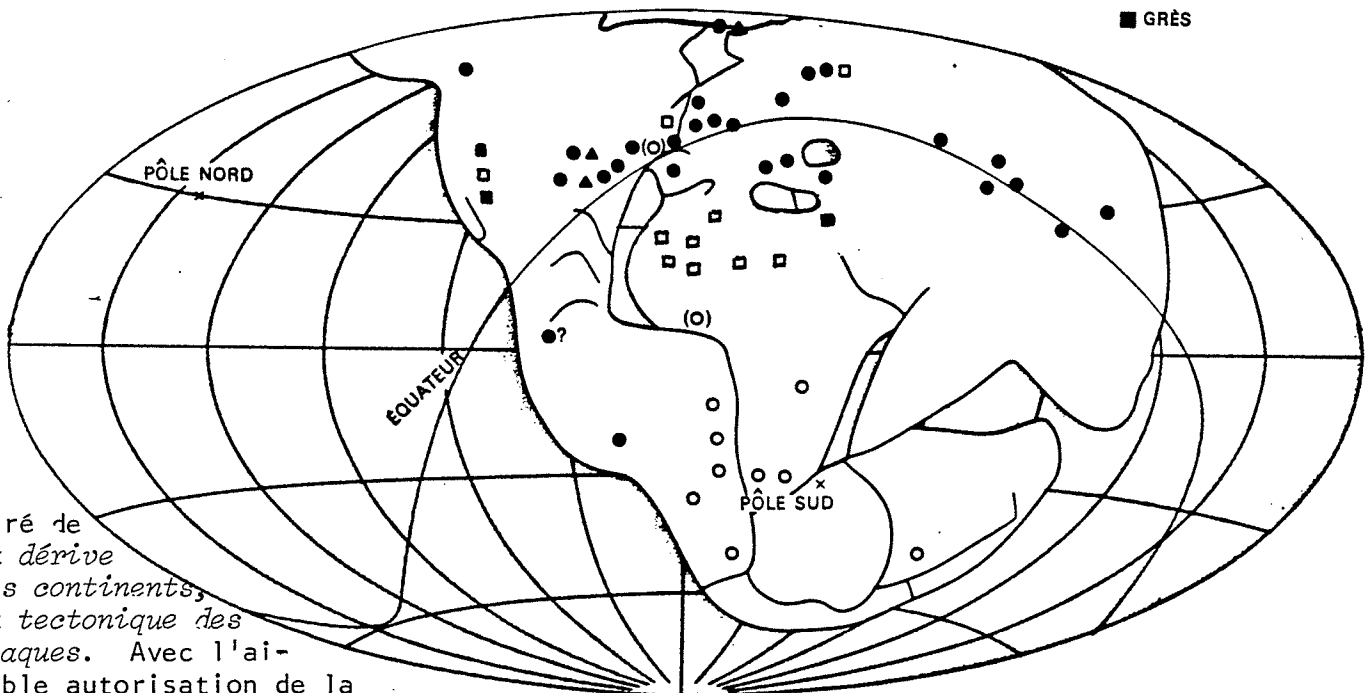 GRÈS
PÔLE NORD
?
ÉQUATEUR
PÔLE SUD
ré de
dérive
s continents,
tectonique des
aques. Avec l'ai-
ble autorisation de la